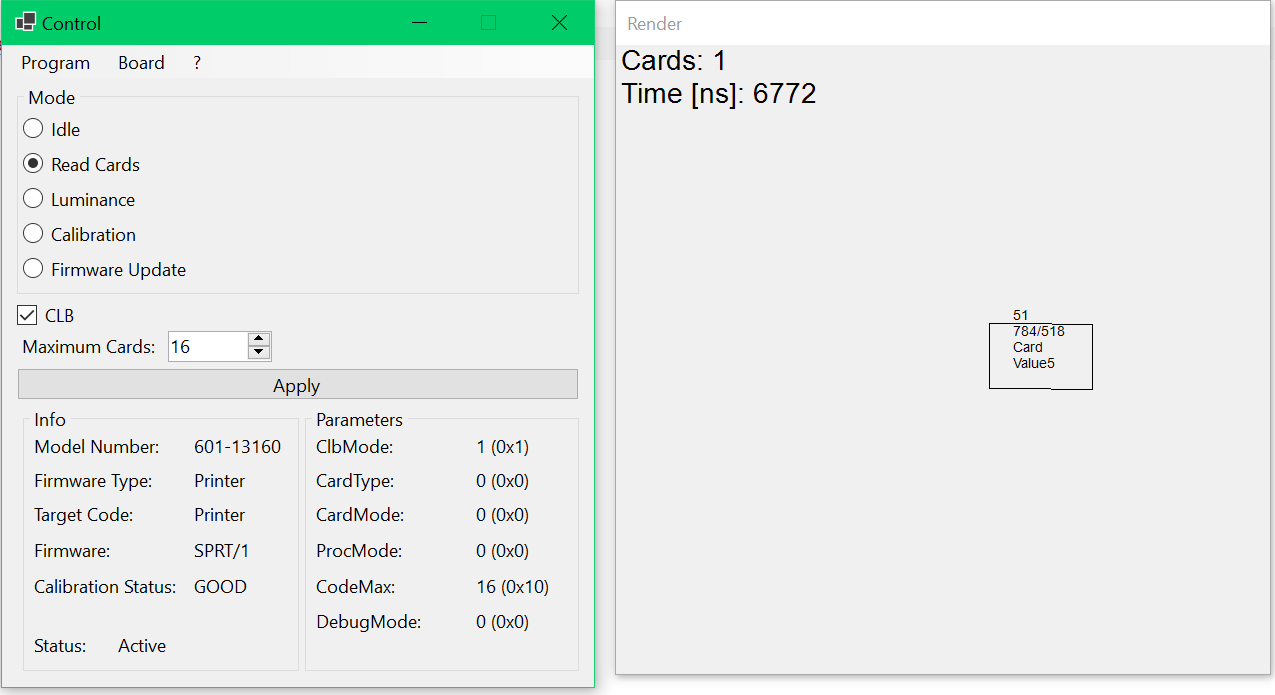 Control
Program Board ?
Mode
Idle
Read Cards
Luminance
Calibration
Firmware Update
CLB
Maximum Cards: 16
Apply
Info
Model Number: 601-13160
Firmware Type: Printer
Target Code: Printer
Firmware: SPRT/1
Calibration Status: GOOD
Status: Active
Parameters
ClbMode: 1 (0x1)
CardType: 0 (0x0)
CardMode: 0 (0x0)
ProcMode: 0 (0x0)
CodeMax: 16 (0x10)
DebugMode: 0 (0x0)
Render
Cards: 1
Time [ns]: 6772
51
784/518
Card
Value5